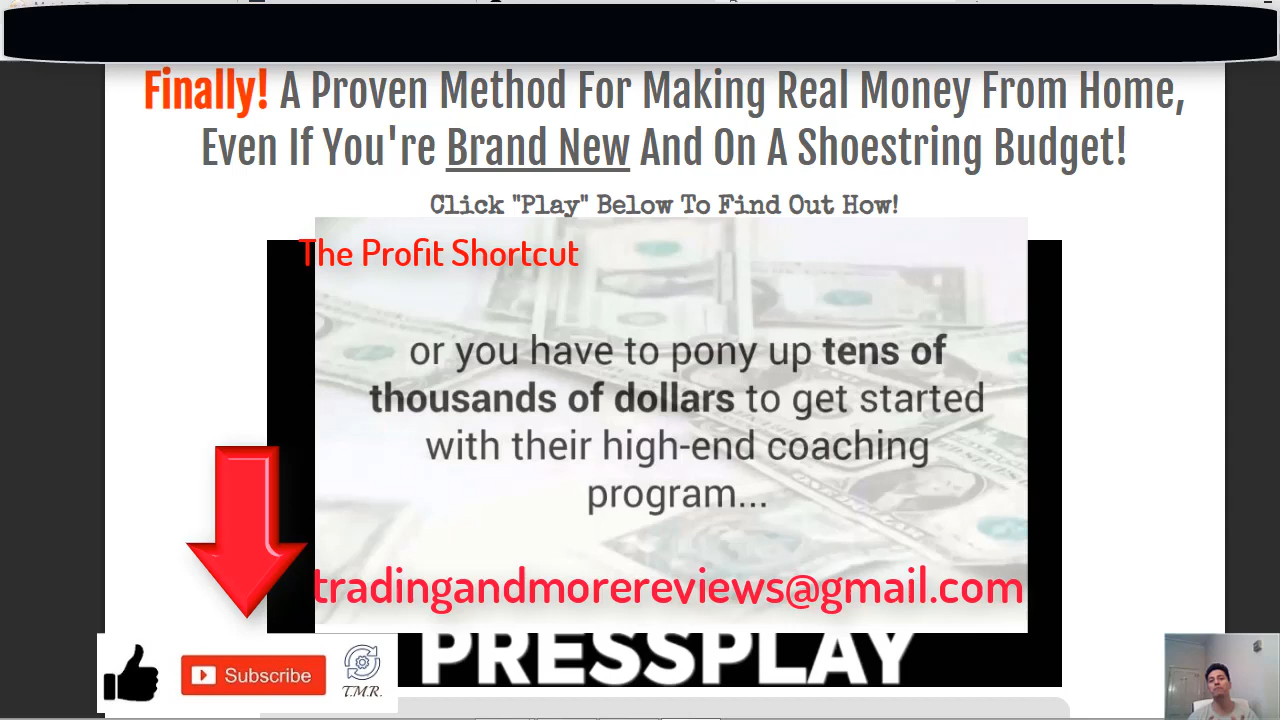 Finally! A Proven Method For Making Real Money From Home,
Even If You're Brand New And On A Shoestring Budget!
Click "Play" Below To Find Out How!
The Profit Shortcut
or you have to pony up tens of
thousands of dollars to get started
with their high-end coaching
program...
tradingandmorereviews@gmail.com
PRESSPLAY
Subscribe
T.M.R.